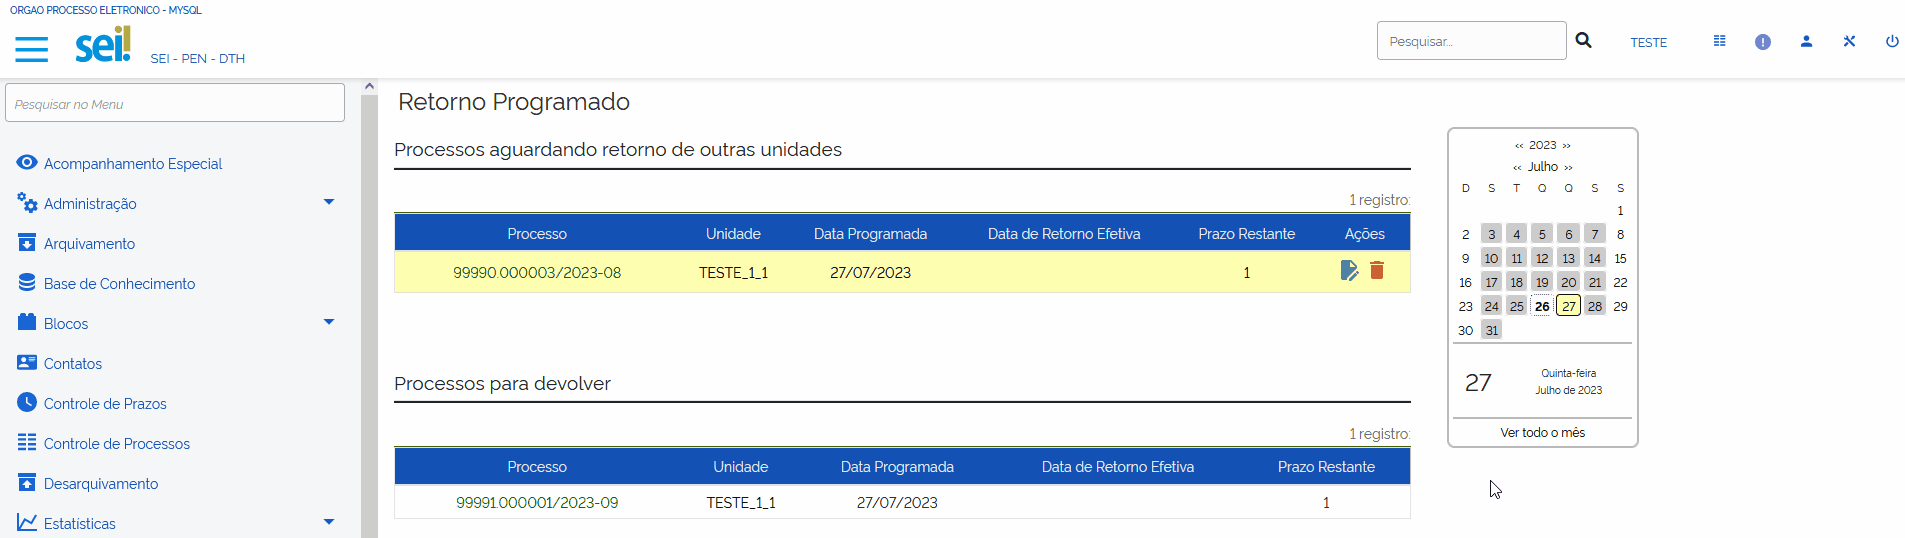 ORGAO PROCESSO ELETRONICO - MYSQL
sei!
SEI - PEN - DTH
Pesquisar...
TESTE
Pesquisar no Menu
Acompanhamento Especial
Administração
Arquivamento
Base de Conhecimento
Blocos
Contatos
Controle de Prazos
Controle de Processos
Desarquivamento
Estatísticas
Retorno Programado
Processos aguardando retorno de outras unidades
1 registro:
Processo Unidade Data Programada Data de Retorno Efetiva Prazo Restante Ações
99990.000003/2023-08 TESTE_1_1 27/07/2023 1
Processos para devolver
1 registro:
Processo Unidade Data Programada Data de Retorno Efetiva Prazo Restante
99991.000001/2023-09 TESTE_1_1 27/07/2023 1
‹‹ 2023 ››
‹‹ Julho ››
D S T Q Q S S
1
2 3 4 5 6 7 8
9 10 11 12 13 14 15
16 17 18 19 20 21 22
23 24 25 26 27 28 29
30 31
27
Quinta-feira
Julho de 2023
Ver todo o mês